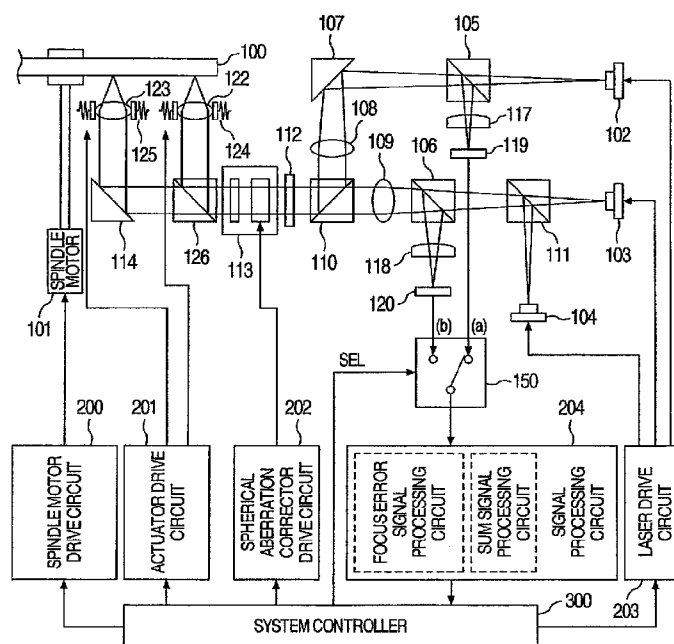 100
107
105
123
122
102
125
124
108
112
117
119
106
109
103
114
126
113
110
118
111
120
104
SPINDLE
MOTOR
101
(b)
(a)
SEL
150
200
201
202
204
SPINDLE MOTOR
DRIVE CIRCUIT
ACTUATOR DRIVE
CIRCUIT
SPHERICAL
ABERRATION
CORRECTOR
DRIVE CIRCUIT
FOCUS ERROR
SIGNAL
PROCESSING
CIRCUIT
SUM SIGNAL
PROCESSING
CIRCUIT
SIGNAL
PROCESSING
CIRCUIT
LASER DRIVE
CIRCUIT
203
SYSTEM CONTROLLER
300